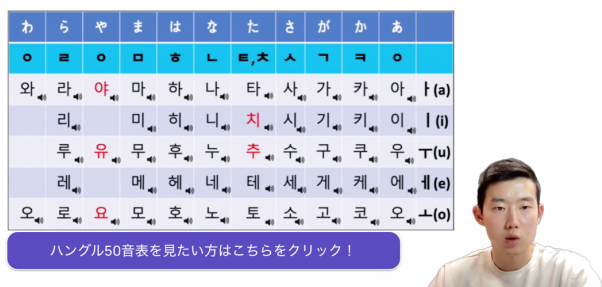 わ ら や ま は な た さ が か あ
ㅇ ㄹ ㅇ ㅁ ㅎ ㄴ ㅌ,ㅊ ㅅ ㄱ ㅋ ㅇ
와 라 야 마 하 나 타 사 가 카 아 ㅏ(a)
리 미 히 니 치 시 기 키 이 ㅣ(i)
루 유 무 후 누 추 수 구 쿠 우 ㅜ(u)
레 메 헤 네 테 세 게 케 에 ㅔ(e)
오 로 요 모 호 노 토 소 고 코 오 ㅗ(o)
ハングル50音表を見たい方はこちらをクリック！